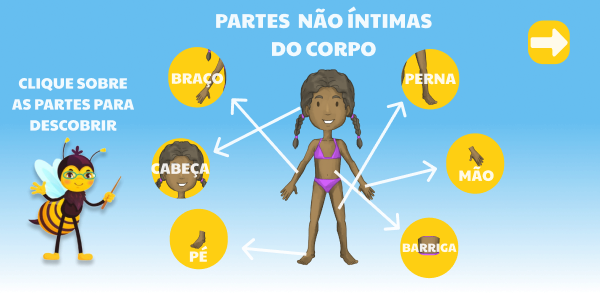 PARTES NÃO ÍNTIMAS
DO CORPO
CLIQUE SOBRE
AS PARTES PARA
DESCOBRIR
BRAÇO
PERNA
CABEÇA
MÃO
PÉ
BARRIGA